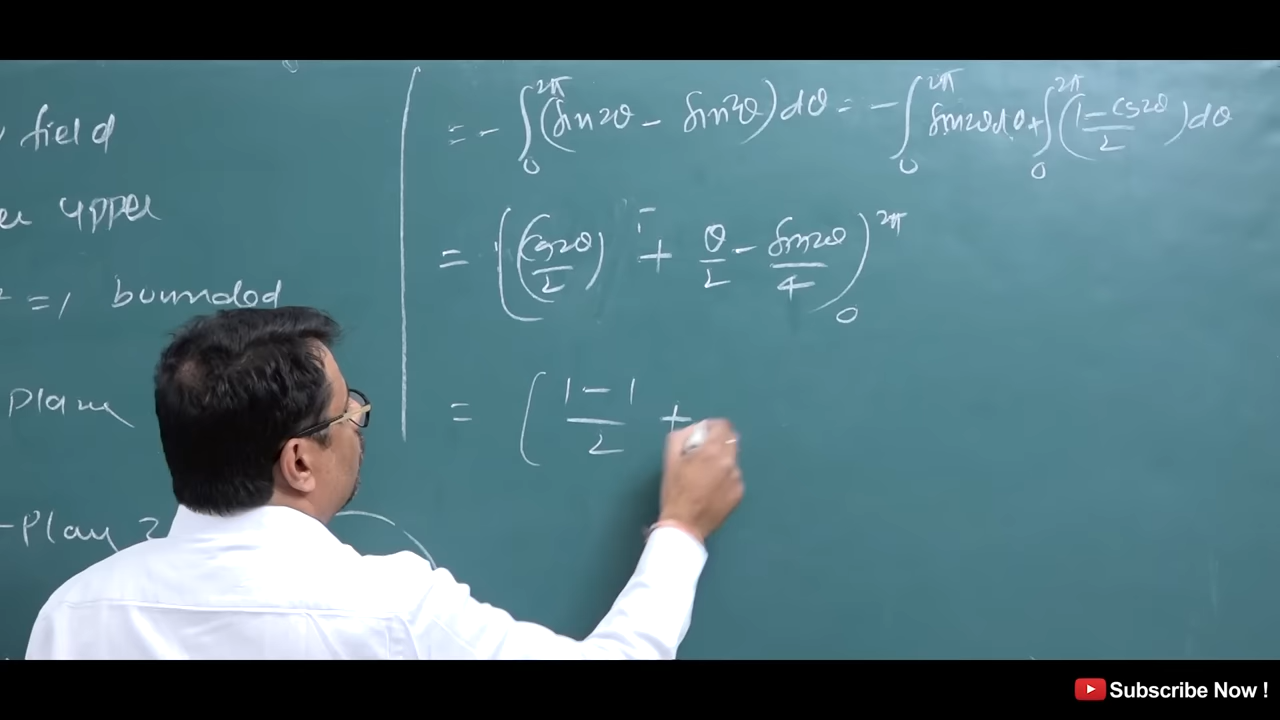 field
upper
= 1 bounded
plane
= - ∫₀^2π (sin2θ - sin²θ) dθ = - ∫₀^2π sin2θ dθ + ∫₀^2π (1-cos2θ/2) dθ
= ((cos2θ/2) + θ/2 - sin2θ/4)₀^2π
= (1-1/2 +
Subscribe Now !